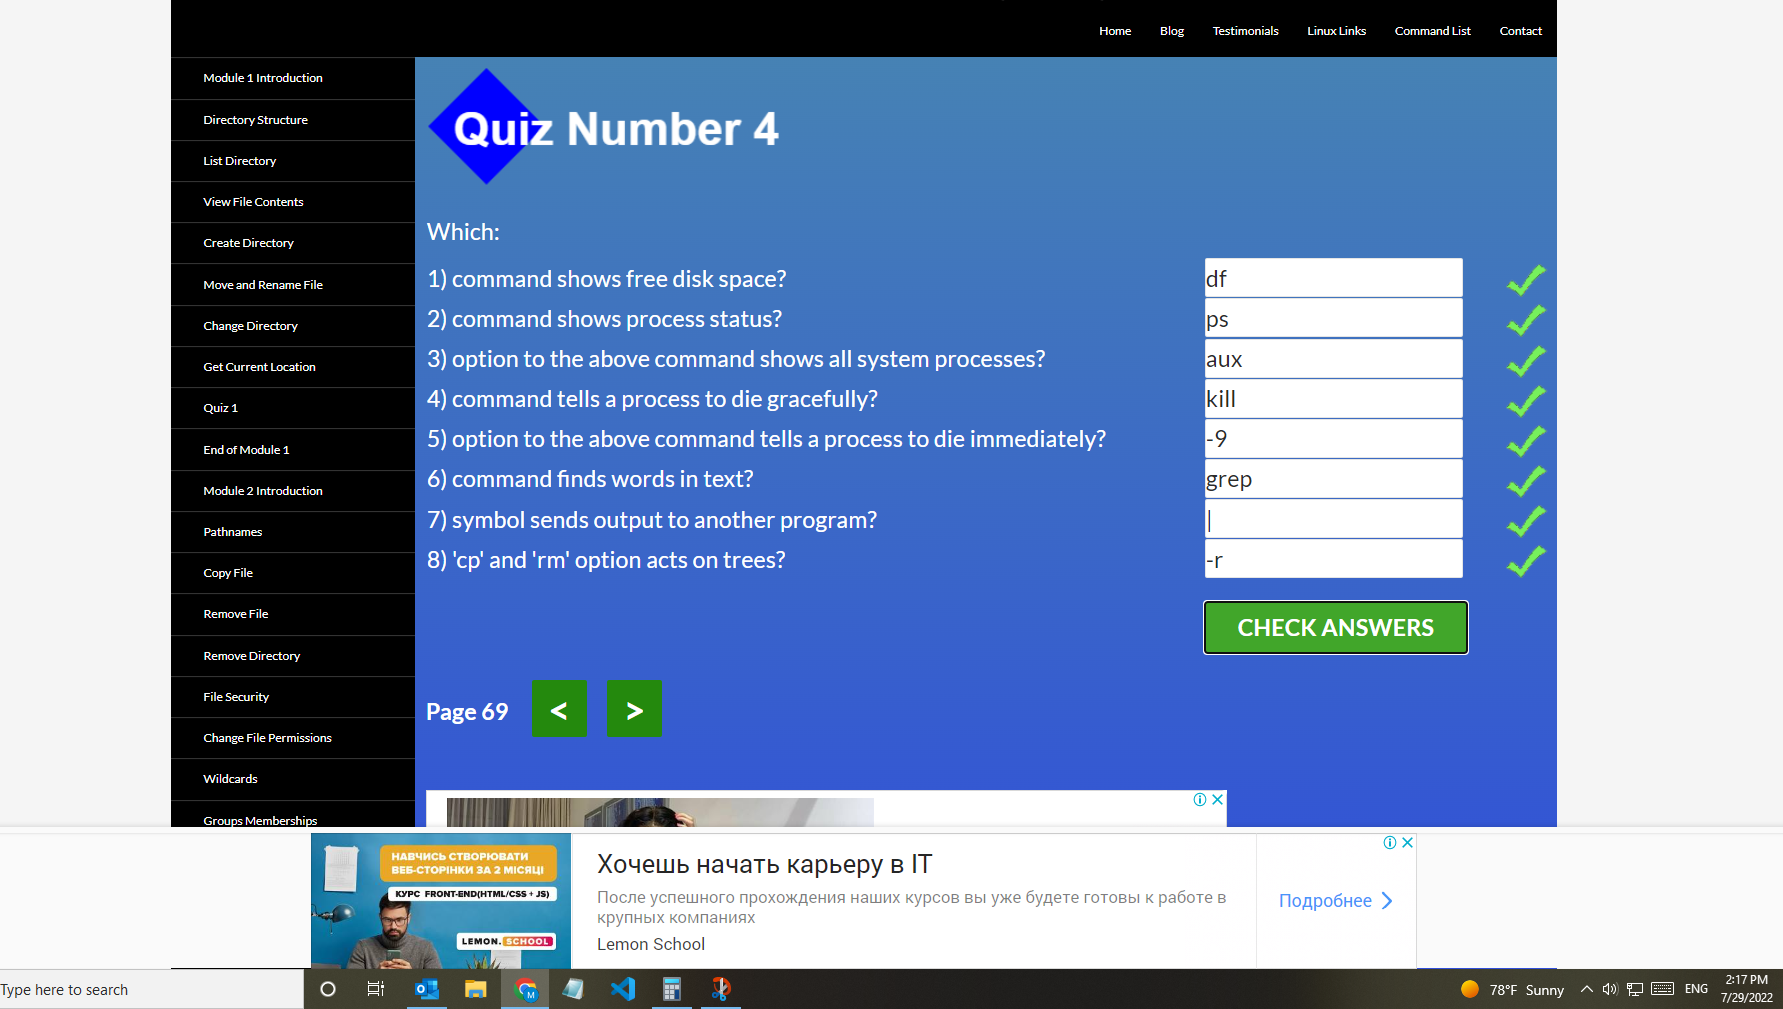 Home Blog Testimonials Linux Links Command List Contact
Module 1 Introduction
Directory Structure
List Directory
View File Contents
Create Directory
Move and Rename File
Change Directory
Get Current Location
Quiz 1
End of Module 1
Module 2 Introduction
Pathnames
Copy File
Remove File
Remove Directory
File Security
Change File Permissions
Wildcards
Groups Memberships
Quiz Number 4
Which:
1) command shows free disk space? df
2) command shows process status? ps
3) option to the above command shows all system processes? aux
4) command tells a process to die gracefully? kill
5) option to the above command tells a process to die immediately? -9
6) command finds words in text? grep
7) symbol sends output to another program? |
8) 'cp' and 'rm' option acts on trees? -r
CHECK ANSWERS
Page 69 < >
НАВЧИСЬ СТВОРЮВАТИ
ВЕБ-СТОРІНКИ ЗА 2 МІСЯЦІ
КУРС FRONT-END(HTML/CSS + JS)
LEMON.SCHOOL
Хочешь начать карьеру в IT
После успешного прохождения наших курсов вы уже будете готовы к работе в
крупных компаниях
Lemon School
Подробнее
Type here to search
78°F Sunny
ENG
2:17 PM
7/29/2022